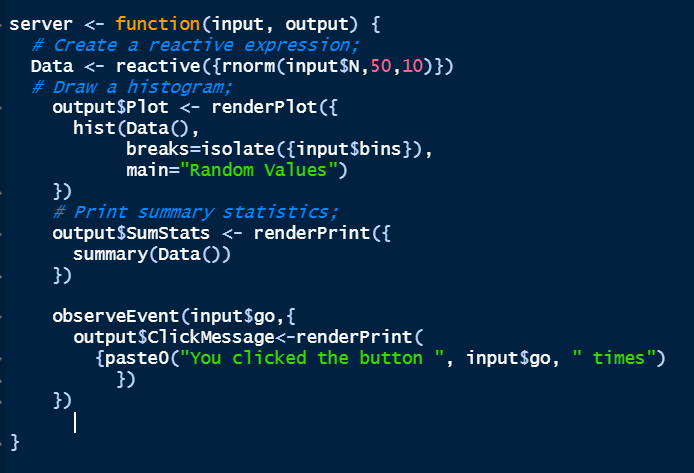 server <- function(input, output) {
# Create a reactive expression;
Data <- reactive({rnorm(input$N,50,10)})
# Draw a histogram;
output$Plot <- renderPlot({
hist(Data(),
breaks=isolate({input$bins}),
main="Random Values")
})
# Print summary statistics;
output$SumStats <- renderPrint({
summary(Data())
})
observeEvent(input$go,{
output$ClickMessage<-renderPrint(
{paste0("You clicked the button ", input$go, " times")
})
})
}